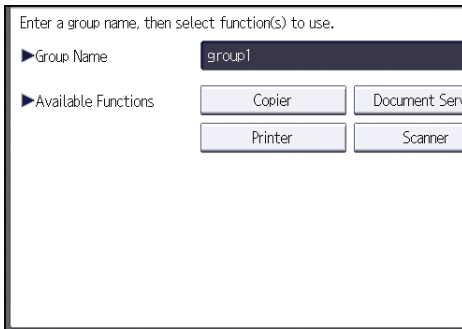 Enter a group name, then select function(s) to use.
▶Group Name group1
▶Available Functions Copier Document Serv
Printer Scanner